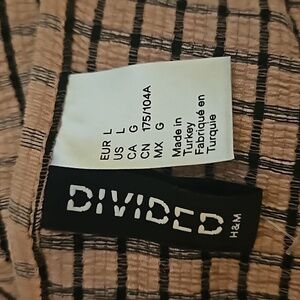 EUR L
US L
CA G
CN 175/104A
MX G
Made in
Turkey
Fabriqué en
Turquie
DIVIDED
H&M